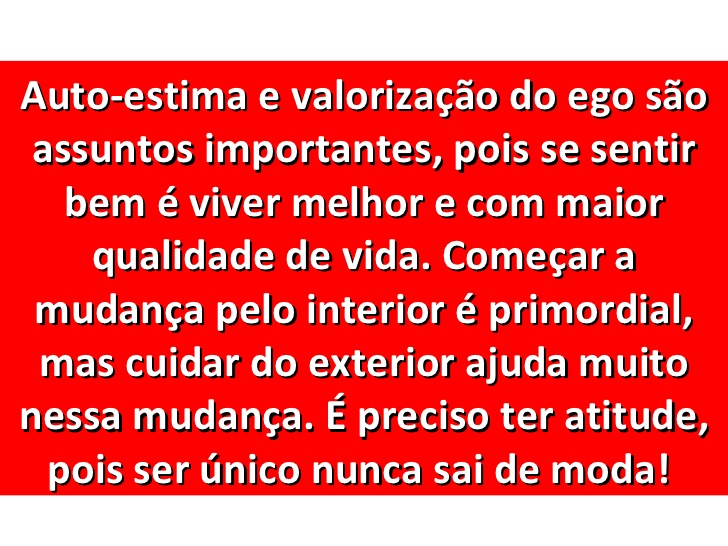 Auto-estima e valorização do ego são
assuntos importantes, pois se sentir
bem é viver melhor e com maior
qualidade de vida. Começar a
mudança pelo interior é primordial,
mas cuidar do exterior ajuda muito
nessa mudança. É preciso ter atitude,
pois ser único nunca sai de moda!